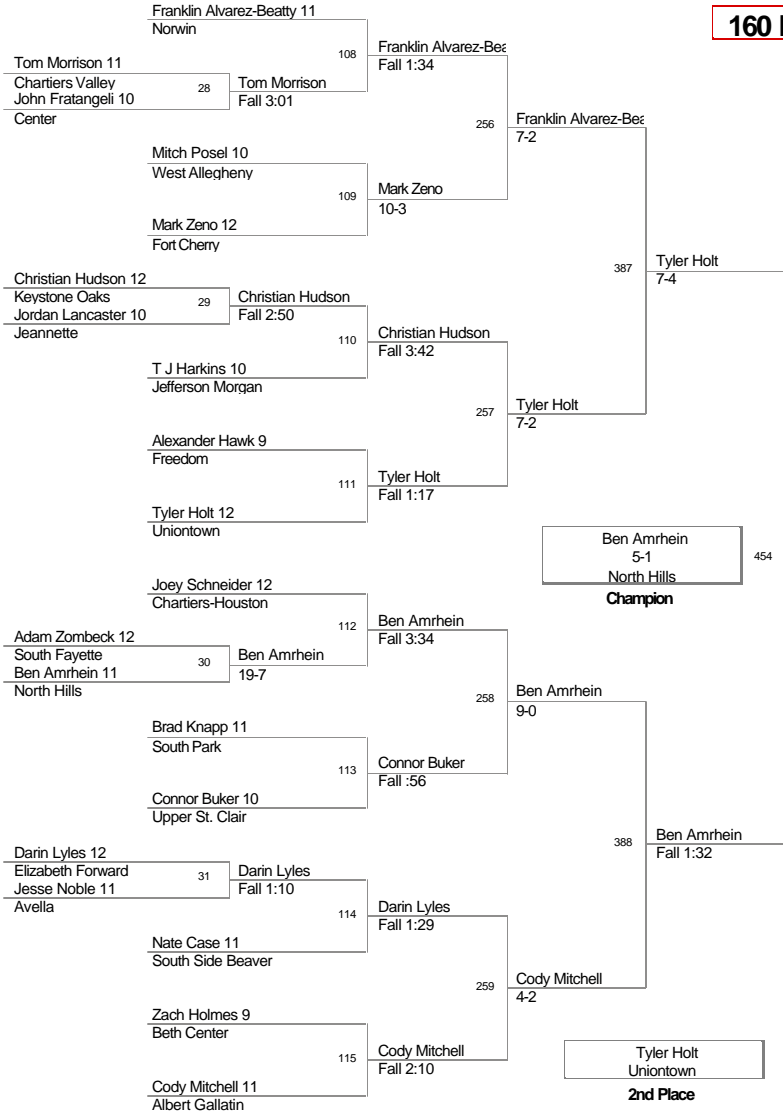 160
Franklin Alvarez-Beatty 11
Norwin
108
Franklin Alvarez-Bea
Fall 1:34
Tom Morrison 11
Chartiers Valley
John Fratangeli 10
Center
28
Tom Morrison
Fall 3:01
256
Franklin Alvarez-Bea
7-2
Mitch Posel 10
West Allegheny
109
Mark Zeno
10-3
Mark Zeno 12
Fort Cherry
387
Tyler Holt
7-4
Christian Hudson 12
Keystone Oaks
Jordan Lancaster 10
Jeannette
29
Christian Hudson
Fall 2:50
110
Christian Hudson
Fall 3:42
T J Harkins 10
Jefferson Morgan
257
Tyler Holt
7-2
Alexander Hawk 9
Freedom
111
Tyler Holt
Fall 1:17
Tyler Holt 12
Uniontown
Ben Amrhein
5-1
North Hills
454
Champion
Joey Schneider 12
Chartiers-Houston
112
Ben Amrhein
Fall 3:34
Adam Zombeck 12
South Fayette
Ben Amrhein 11
North Hills
30
Ben Amrhein
19-7
258
Ben Amrhein
9-0
Brad Knapp 11
South Park
113
Connor Buker
Fall :56
Connor Buker 10
Upper St. Clair
388
Ben Amrhein
Fall 1:32
Darin Lyles 12
Elizabeth Forward
Jesse Noble 11
Avella
31
Darin Lyles
Fall 1:10
114
Darin Lyles
Fall 1:29
Nate Case 11
South Side Beaver
259
Cody Mitchell
4-2
Zach Holmes 9
Beth Center
115
Cody Mitchell
Fall 2:10
Cody Mitchell 11
Albert Gallatin
Tyler Holt
Uniontown
2nd Place